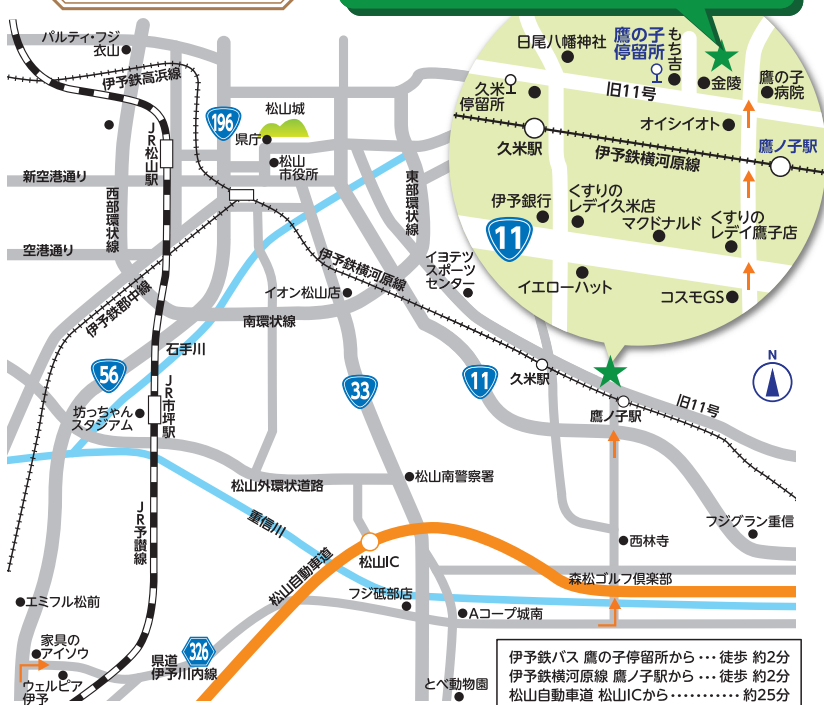 パルティ・フジ
衣山
伊予鉄高浜線
196
松山城
県庁
松山
市役所
JR松山駅
新空港通り
西部環状線
東部環状線
空港通り
伊予鉄郡中線
伊予鉄横河原線
イヨテツ
スポーツ
センター
イオン松山店
南環状線
石手川
56
33
11
坊っちゃん
スタジアム
JR市坪駅
久米駅
鷹ノ子駅
旧11号
N
松山外環状道路
松山南警察署
JR予讃線
重信川
松山IC
松山自動車道
西林寺
フジグラン重信
森松ゴルフ倶楽部
フジ砥部店
Aコープ城南
エミフル松前
家具の
アイソウ
ウェルピア
伊予
県道
伊予川内線
326
とべ動物園
日尾八幡神社
鷹の子
停留所
もち吉
金陵
鷹の子
病院
久米
停留所
旧11号
オイシイオト
久米駅
伊予鉄横河原線
鷹ノ子駅
伊予銀行
くすりの
レデイ久米店
マクドナルド
くすりの
レデイ鷹子店
11
イエローハット
コスモGS
伊予鉄バス 鷹の子停留所から … 徒歩 約2分
伊予鉄横河原線 鷹ノ子駅から … 徒歩 約2分
松山自動車道 松山ICから………… 約25分